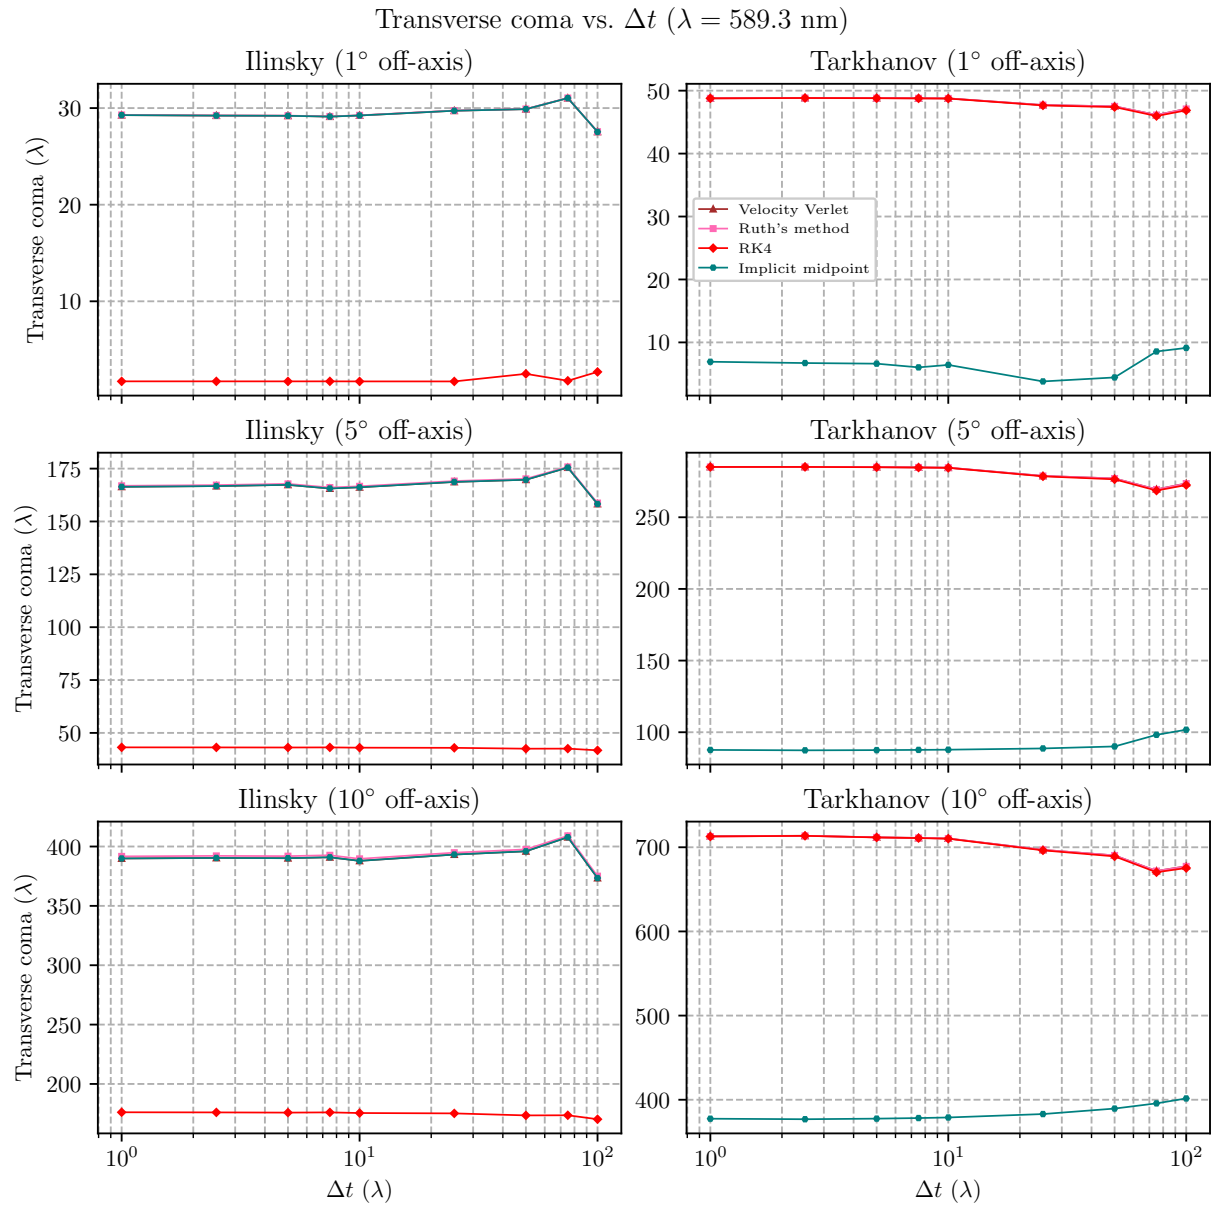 Transverse coma vs. Δt (λ = 589.3 nm)
Ilinsky (1° off-axis)
Transverse coma (λ)
30
20
10
Tarkhanov (1° off-axis)
50
40
30
20
10
Velocity Verlet
Ruth's method
RK4
Implicit midpoint
Ilinsky (5° off-axis)
Transverse coma (λ)
175
150
125
100
75
50
Tarkhanov (5° off-axis)
250
200
150
100
Ilinsky (10° off-axis)
Transverse coma (λ)
400
350
300
250
200
10⁰
10¹
10²
Δt (λ)
Tarkhanov (10° off-axis)
700
600
500
400
10⁰
10¹
10²
Δt (λ)